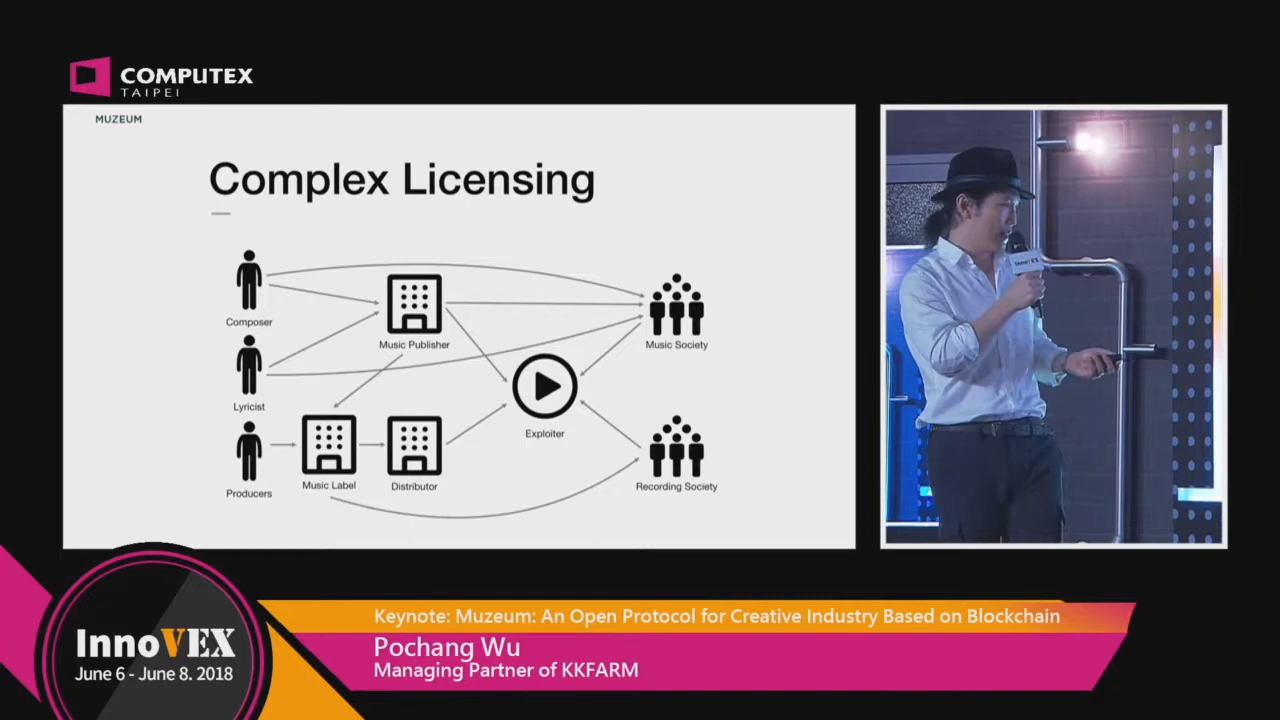 COMPUTEX
TAIPEI
MUZEUM
Complex Licensing
Composer
Music Publisher
Music Society
Lyricist
Exploiter
Producers
Music Label
Distributor
Recording Society
InnoVEX
InnoVEX
June 6 - June 8. 2018
Keynote: Muzeum: An Open Protocol for Creative Industry Based on Blockchain
Pochang Wu
Managing Partner of KKFARM